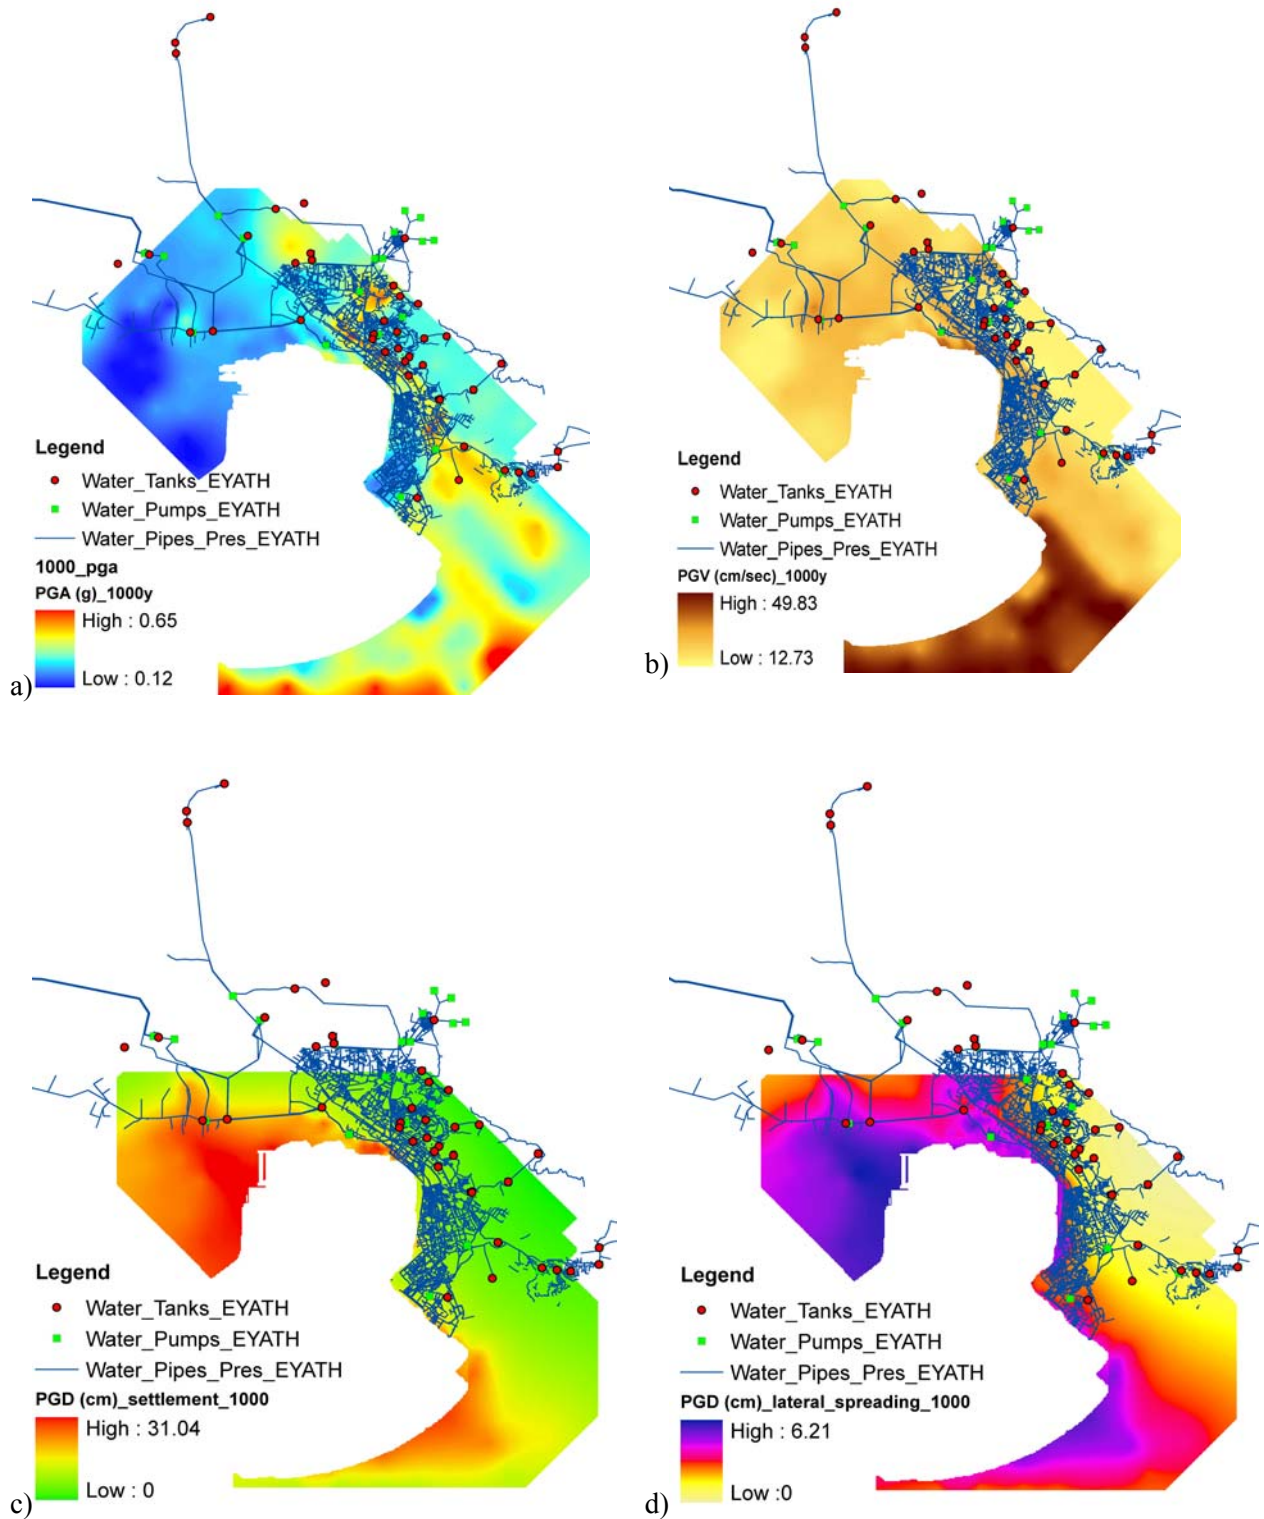 Legend
Water_Tanks_EYATH
Water_Pumps_EYATH
Water_Pipes_Pres_EYATH
1000_pga
PGA (g)_1000y
High : 0.65
Low : 0.12
a)
Legend
Water_Tanks_EYATH
Water_Pumps_EYATH
Water_Pipes_Pres_EYATH
PGV (cm/sec)_1000y
High : 49.83
Low : 12.73
b)
Legend
Water_Tanks_EYATH
Water_Pumps_EYATH
Water_Pipes_Pres_EYATH
PGD (cm)_settlement_1000
High : 31.04
Low : 0
c)
Legend
Water_Tanks_EYATH
Water_Pumps_EYATH
Water_Pipes_Pres_EYATH
PGD (cm)_lateral_spreading_1000
High : 6.21
Low :0
d)